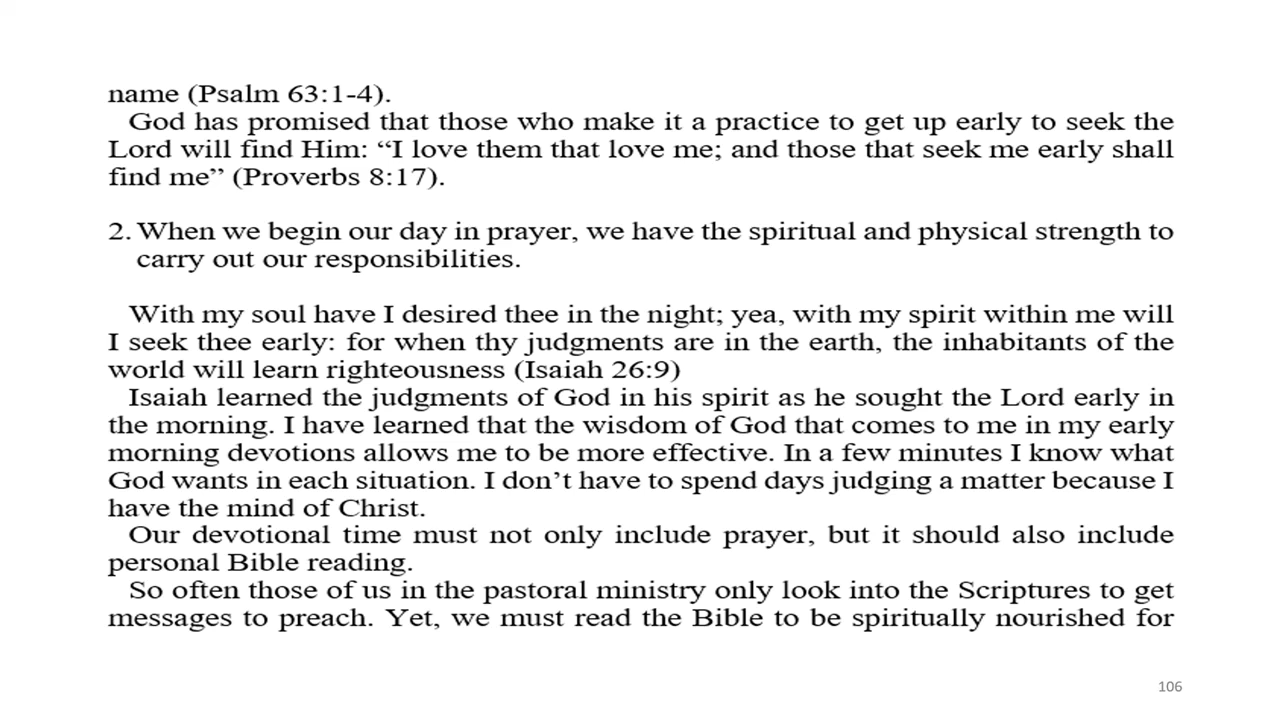 name (Psalm 63:1-4).
God has promised that those who make it a practice to get up early to seek the
Lord will find Him: “I love them that love me; and those that seek me early shall
find me” (Proverbs 8:17).
2. When we begin our day in prayer, we have the spiritual and physical strength to
carry out our responsibilities.
With my soul have I desired thee in the night; yea, with my spirit within me will
I seek thee early: for when thy judgments are in the earth, the inhabitants of the
world will learn righteousness (Isaiah 26:9)
Isaiah learned the judgments of God in his spirit as he sought the Lord early in
the morning. I have learned that the wisdom of God that comes to me in my early
morning devotions allows me to be more effective. In a few minutes I know what
God wants in each situation. I don’t have to spend days judging a matter because I
have the mind of Christ.
Our devotional time must not only include prayer, but it should also include
personal Bible reading.
So often those of us in the pastoral ministry only look into the Scriptures to get
messages to preach. Yet, we must read the Bible to be spiritually nourished for
106